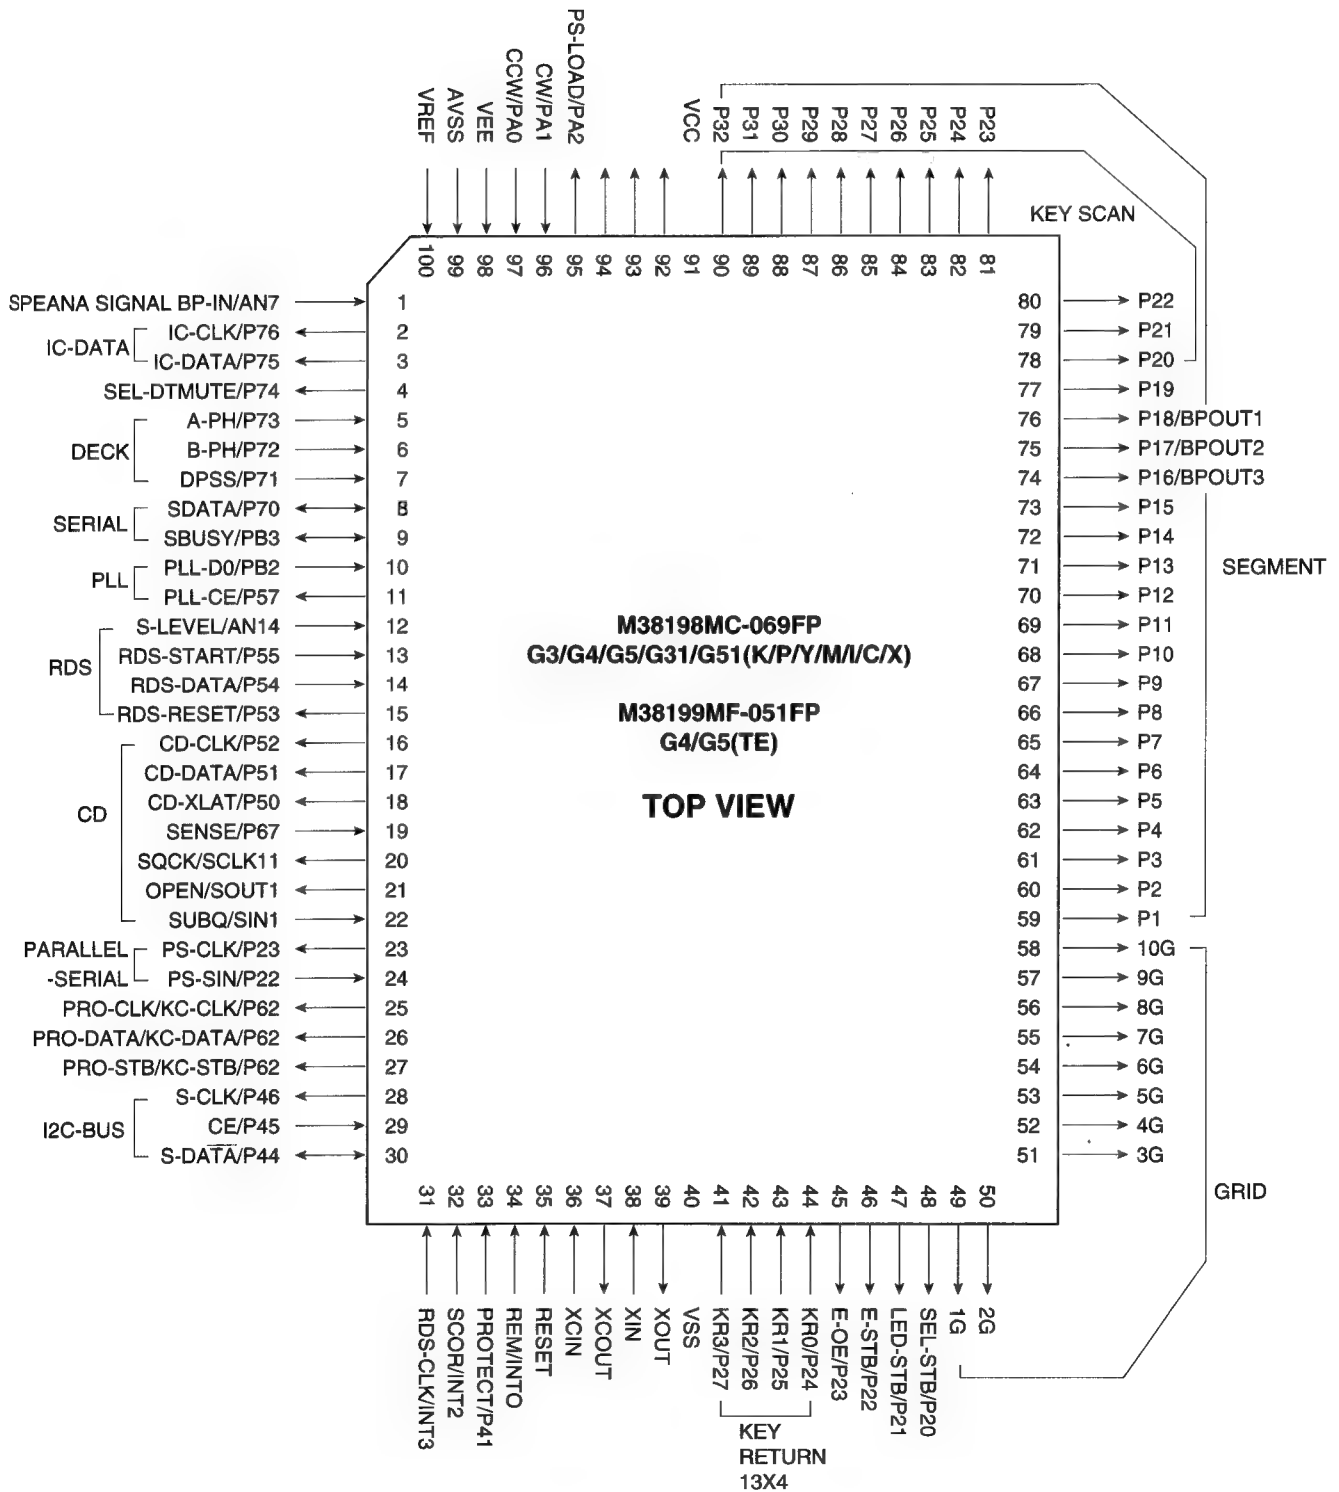 VREF
AVSS
VEE
CCW/PA0
CW/PA1
PS-LOAD/PA2
VCC
P32
P31
P30
P29
P28
P27
P26
P25
P24
P23
KEY SCAN
100
99
98
97
96
95
94
93
92
91
90
89
88
87
86
85
84
83
82
81
SPEANA SIGNAL BP-IN/AN7 1
IC-DATA
IC-CLK/P76 2
IC-DATA/P75 3
SEL-DTMUTE/P74 4
DECK
A-PH/P73 5
B-PH/P72 6
DPSS/P71 7
SERIAL
SDATA/P70 8
SBUSY/PB3 9
PLL
PLL-D0/PB2 10
PLL-CE/P57 11
RDS
S-LEVEL/AN14 12
RDS-START/P55 13
RDS-DATA/P54 14
RDS-RESET/P53 15
CD
CD-CLK/P52 16
CD-DATA/P51 17
CD-XLAT/P50 18
SENSE/P67 19
SQCK/SCLK11 20
OPEN/SOUT1 21
SUBQ/SIN1 22
PARALLEL
-SERIAL
PS-CLK/P23 23
PS-SIN/P22 24
PRO-CLK/KC-CLK/P62 25
PRO-DATA/KC-DATA/P62 26
PRO-STB/KC-STB/P62 27
I2C-BUS
S-CLK/P46 28
CE/P45 29
S-DATA/P44 30
M38198MC-069FP
G3/G4/G5/G31/G51(K/P/Y/M/I/C/X)
M38199MF-051FP
G4/G5(TE)
TOP VIEW
80 P22
79 P21
78 P20
77 P19
76 P18/BPOUT1
75 P17/BPOUT2
74 P16/BPOUT3
73 P15
72 P14
71 P13
70 P12
69 P11
68 P10
67 P9
66 P8
65 P7
64 P6
63 P5
62 P4
61 P3
60 P2
59 P1
SEGMENT
58 10G
57 9G
56 8G
55 7G
54 6G
53 5G
52 4G
51 3G
GRID
31
32
33
34
35
36
37
38
39
40
41
42
43
44
45
46
47
48
49
50
RDS-CLK/INT3
SCOR/INT2
PROTECT/P41
REM/INTO
RESET
XCIN
XCOUT
XIN
XOUT
VSS
KR3/P27
KR2/P26
KR1/P25
KR0/P24
E-OE/P23
E-STB/P22
LED-STB/P21
SEL-STB/P20
1G
2G
KEY
RETURN
13X4